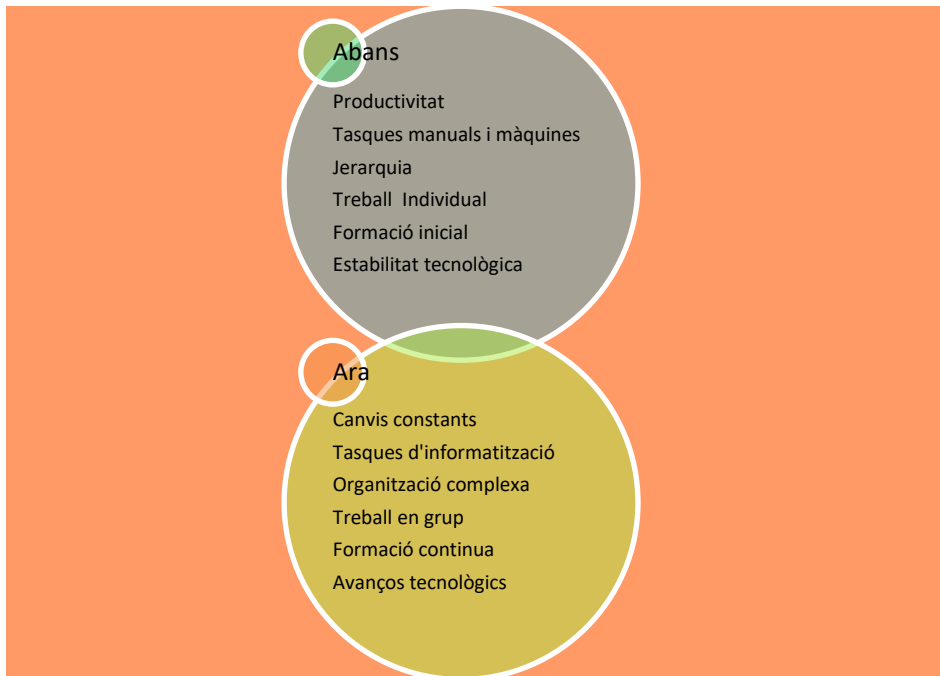 Abans
Productivitat
Tasques manuals i màquines
Jerarquia
Treball  Individual
Formació inicial
Estabilitat tecnològica
Ara
Canvis constants
Tasques d'informatització
Organització complexa
Treball en grup
Formació continua
Avanços tecnològics